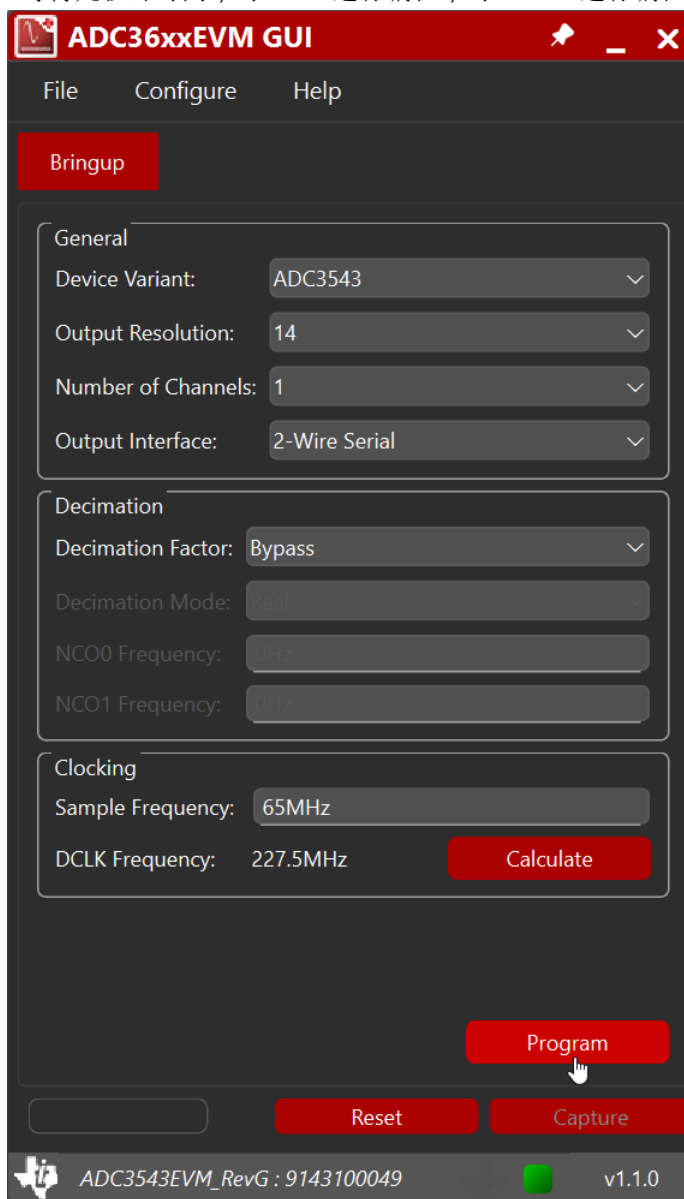 ADC36xxEVM GUI
File Configure Help
Bringup
General
Device Variant: ADC3543
Output Resolution: 14
Number of Channels: 1
Output Interface: 2-Wire Serial
Decimation
Decimation Factor: Bypass
Decimation Mode: Real
NCO0 Frequency: 0Hz
NCO1 Frequency: 0Hz
Clocking
Sample Frequency: 65MHz
DCLK Frequency: 227.5MHz Calculate
Program
Reset Capture
ADC3543EVM_RevG : 9143100049 v1.1.0